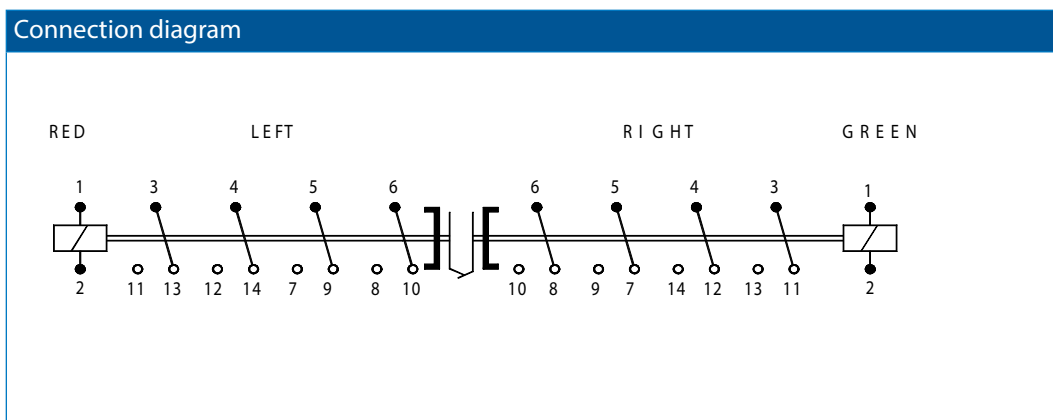 Connection diagram
RED LEFT RIGHT GREEN
1 3 4 5 6 6 5 4 3 1
2 11 13 12 14 7 9 8 10 10 8 9 7 14 12 13 11 2